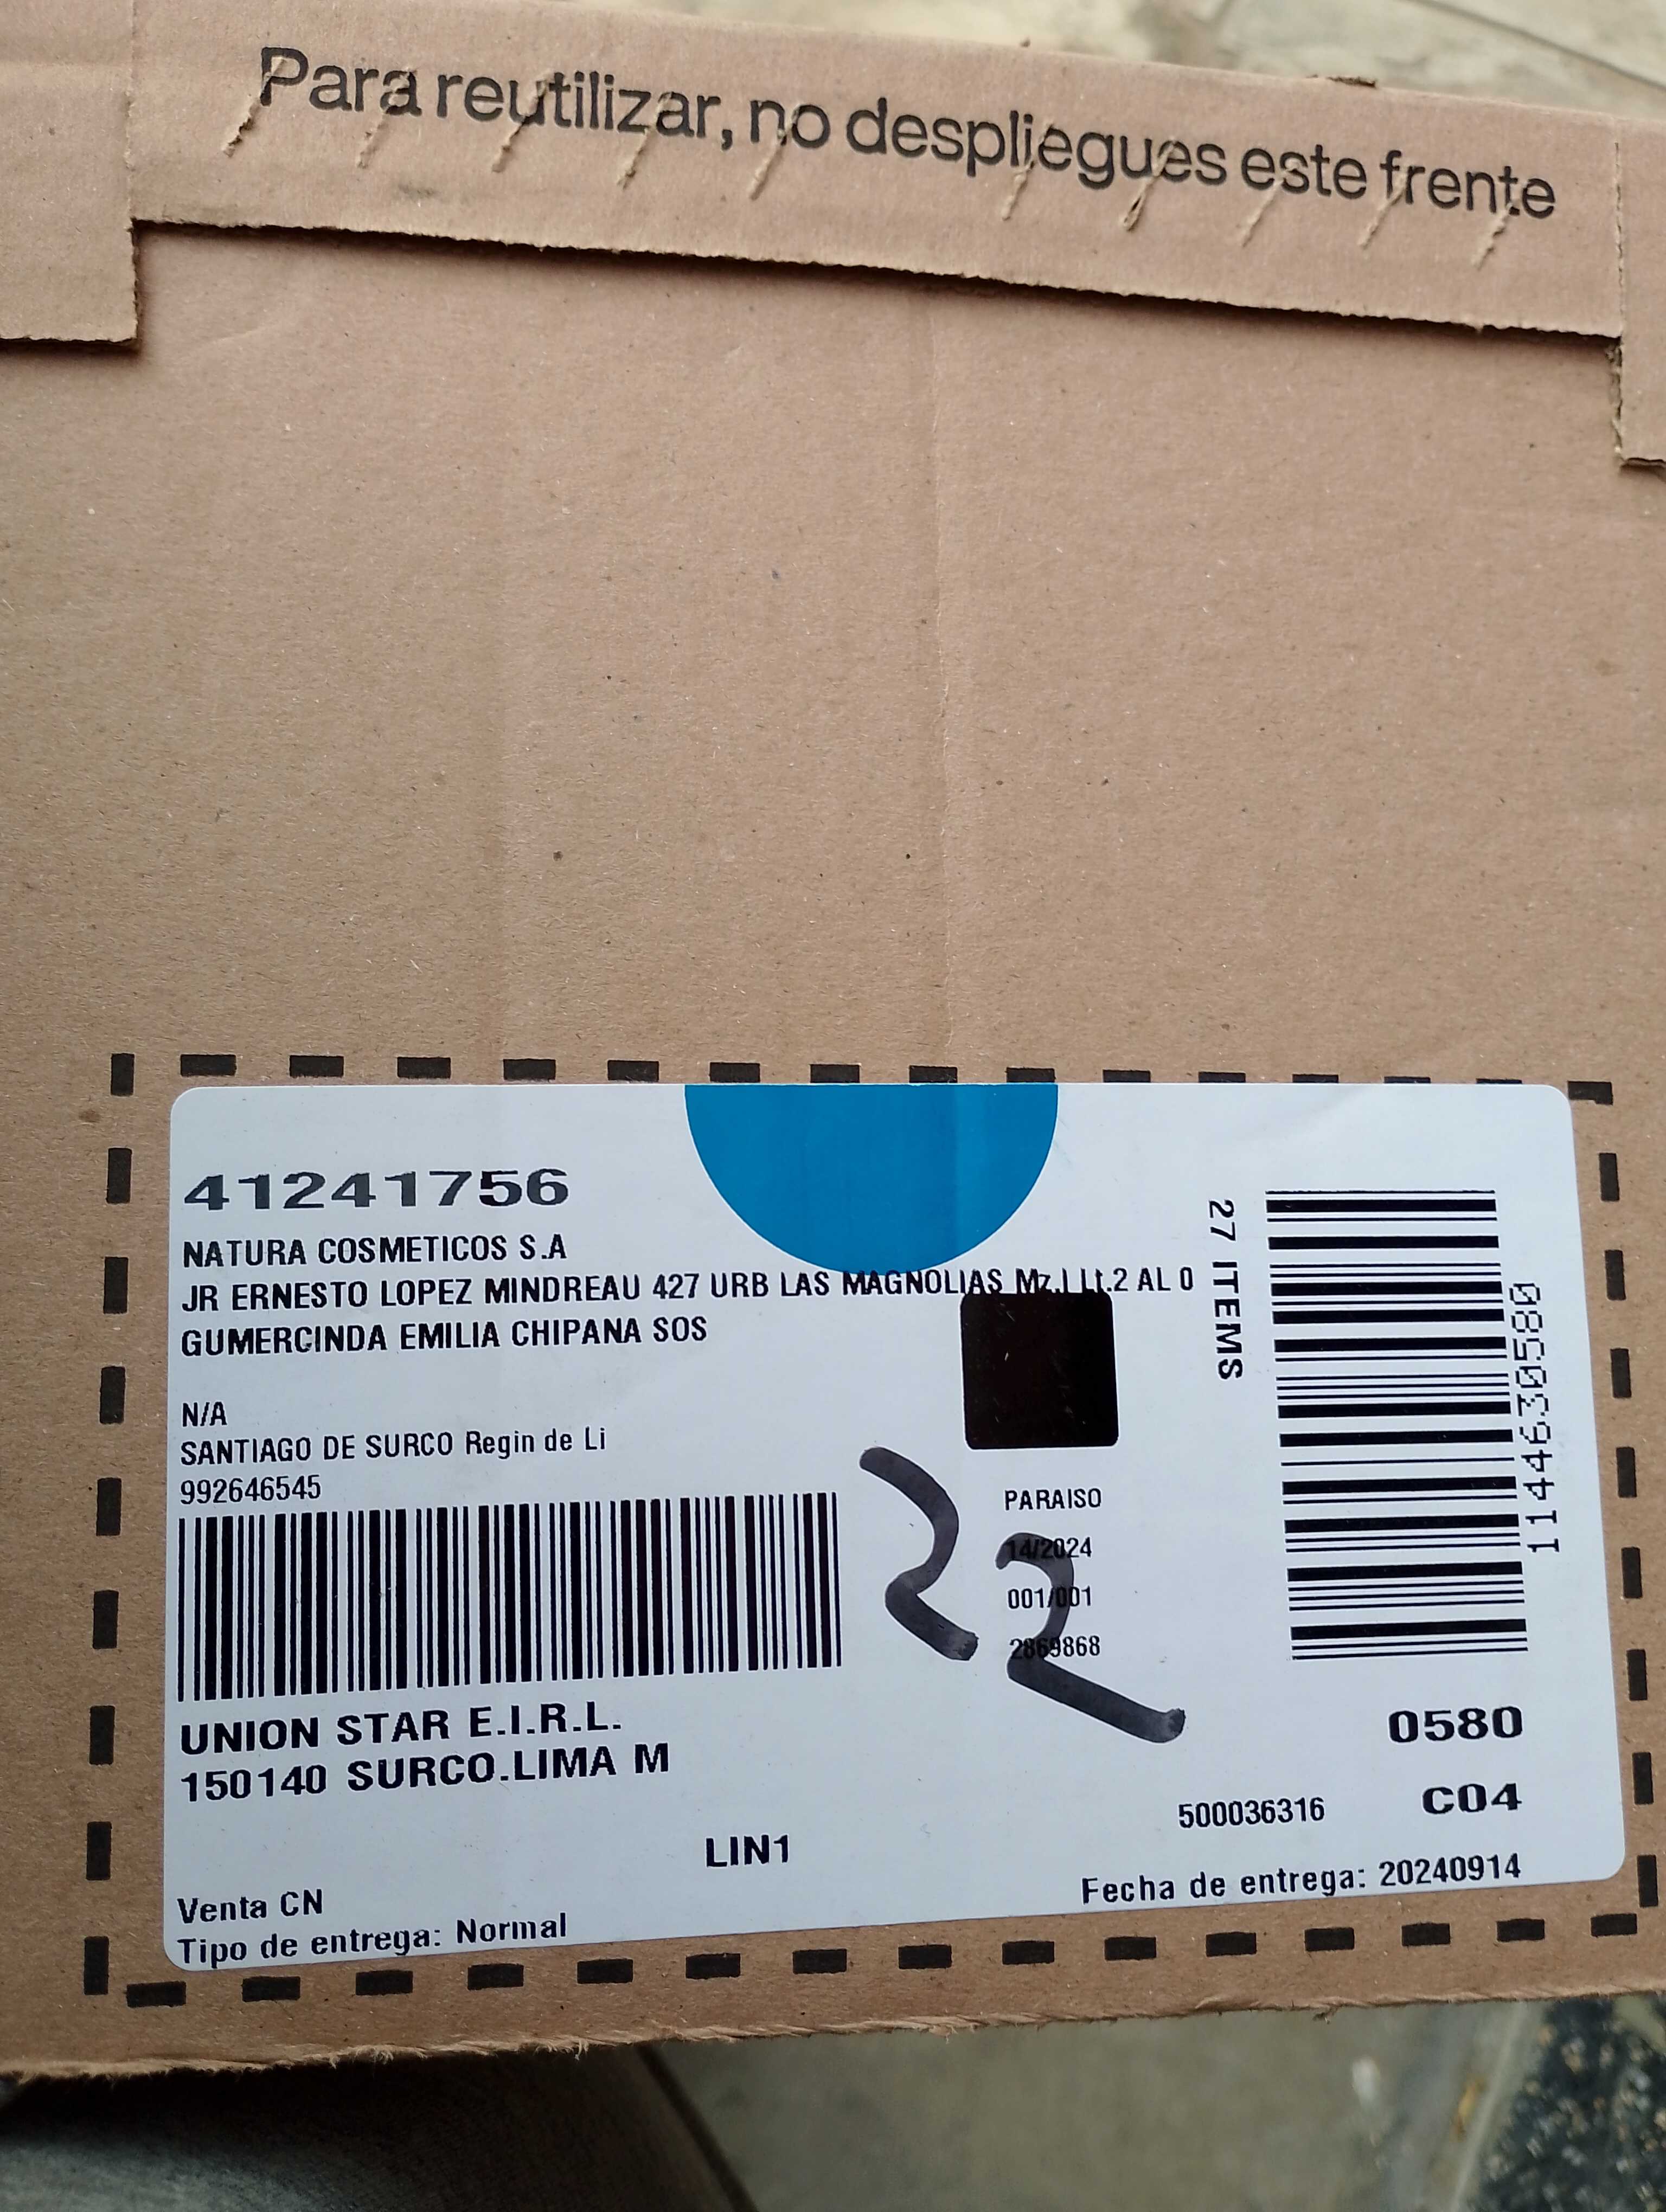 Para reutilizar, no despliegues este frente
41241756
NATURA COSMETICOS S.A
JR ERNESTO LOPEZ MINDREAU 427 URB LAS MAGNOLIAS Mz.J Lt.2 AL 0
GUMERCINDA EMILIA CHIPANA SOS
N/A
SANTIAGO DE SURCO Regin de Li
992646545
27 ITEMS
1144630580
PARAISO
14/2024
001/001
2869868
22
UNION STAR E.I.R.L.
150140 SURCO.LIMA M
0580
C04
500036316
LIN1
Fecha de entrega: 20240914
Venta CN
Tipo de entrega: Normal